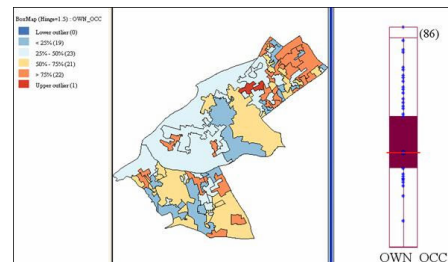 BoxMap (Hinge=1.5) : OWN_OCC
Lower outlier (0)
< 25% (19)
25% - 50% (23)
50% - 75% (21)
> 75% (22)
Upper outlier (1)
(86)
OWN_OCC